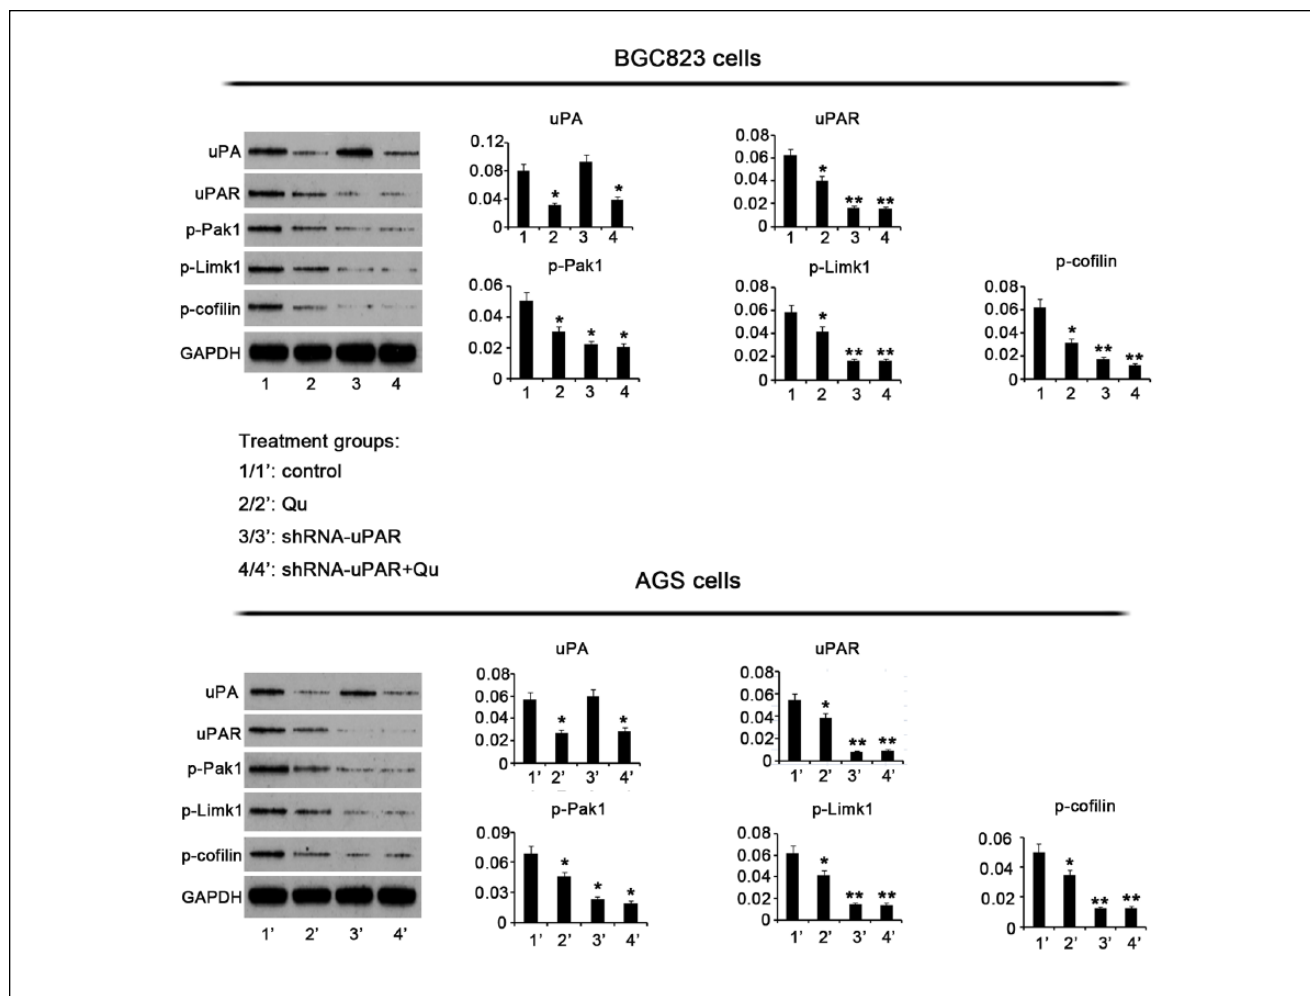 BGC823 cells
uPA
uPAR
p-Pak1
p-Limk1
p-cofilin
GAPDH
1 2 3 4
uPA
0.12
0.08
0.04
0
* *
1 2 3 4
uPAR
0.08
0.06
0.04
0.02
0
* ** **
1 2 3 4
p-Pak1
0.06
0.04
0.02
0
* * *
1 2 3 4
p-Limk1
0.08
0.06
0.04
0.02
0
* ** **
1 2 3 4
p-cofilin
0.08
0.06
0.04
0.02
0
* ** **
1 2 3 4
Treatment groups:
1/1’: control
2/2’: Qu
3/3’: shRNA-uPAR
4/4’: shRNA-uPAR+Qu
AGS cells
uPA
uPAR
p-Pak1
p-Limk1
p-cofilin
GAPDH
1’ 2’ 3’ 4’
uPA
0.08
0.06
0.04
0.02
0
* *
1’ 2’ 3’ 4’
uPAR
0.08
0.06
0.04
0.02
0
* ** **
1’ 2’ 3’ 4’
p-Pak1
0.09
0.06
0.03
0
* * *
1’ 2’ 3’ 4’
p-Limk1
0.08
0.06
0.04
0.02
0
* ** **
1’ 2’ 3’ 4’
p-cofilin
0.06
0.04
0.02
0
* ** **
1’ 2’ 3’ 4’